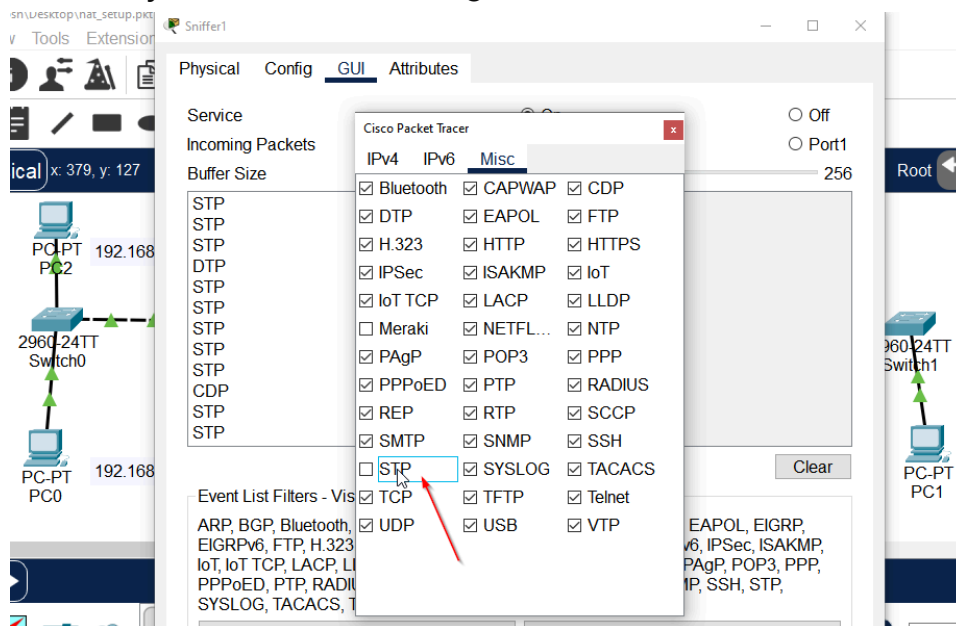 sn\Desktop\nat_setup.pkt
Tools Extension
Sniffer1
Physical Config GUI Attributes
Service On Off
Incoming Packets Port1
Buffer Size 256
ical x: 379, y: 127
Root
Cisco Packet Tracer
IPv4 IPv6 Misc
Bluetooth CAPWAP CDP
DTP EAPOL FTP
H.323 HTTP HTTPS
IPSec ISAKMP IoT
IoT TCP LACP LLDP
Meraki NETFL... NTP
PAgP POP3 PPP
PPPoED PTP RADIUS
REP RTP SCCP
SMTP SNMP SSH
STP SYSLOG TACACS
TCP TFTP Telnet
UDP USB VTP
STP
STP
STP
DTP
STP
STP
STP
STP
STP
CDP
STP
STP
Clear
Event List Filters - Vis
ARP, BGP, Bluetooth, EAPOL, EIGRP,
EIGRPv6, FTP, H.323 v6, IPSec, ISAKMP,
IoT, IoT TCP, LACP, LL PAgP, POP3, PPP,
PPPoED, PTP, RADIU IP, SSH, STP,
SYSLOG, TACACS, T
PC-PT
PC2
192.168
2960-24TT
Switch0
PC-PT
PC0
192.168
960-24TT
Switch1
PC-PT
PC1